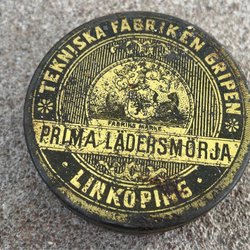 TEKNISKA FABRIKEN GRIPEN
FABRIKS MÄRKE
PRIMA LÄDERSMÖRJA
LINKÖPING